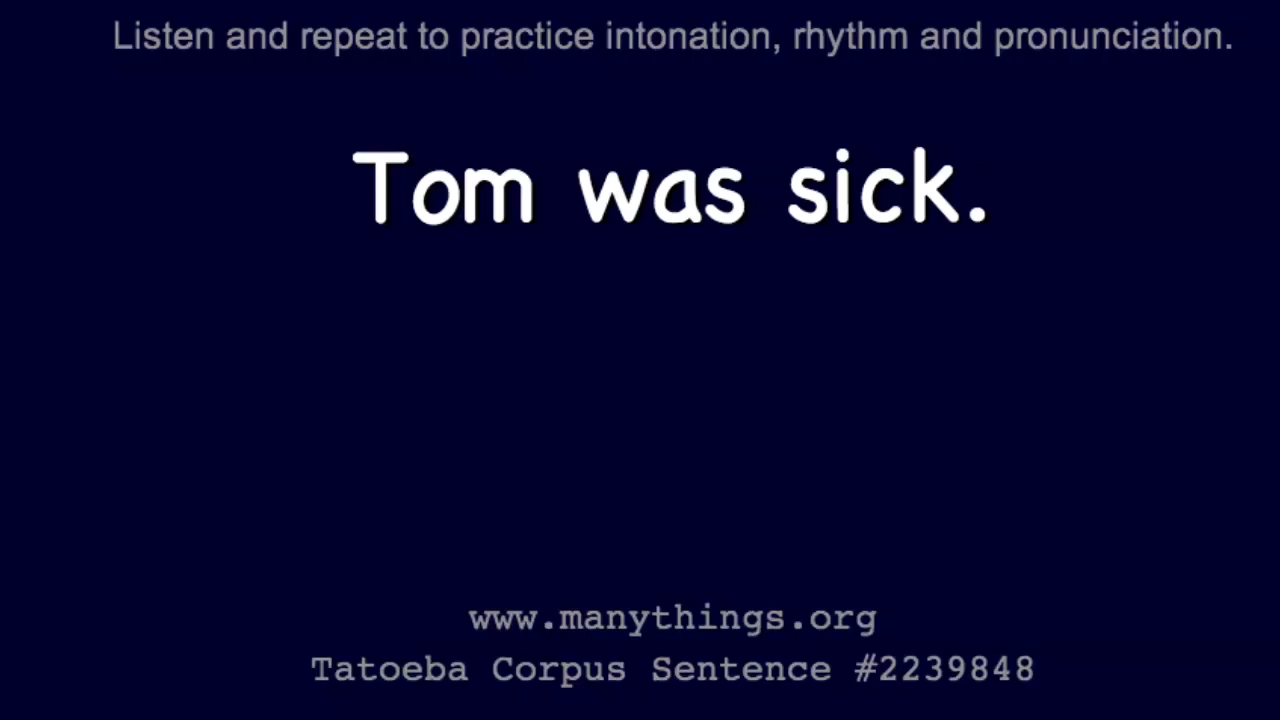 Listen and repeat to practice intonation, rhythm and pronunciation.
Tom was sick.
www.manythings.org
Tatoeba Corpus Sentence #2239848